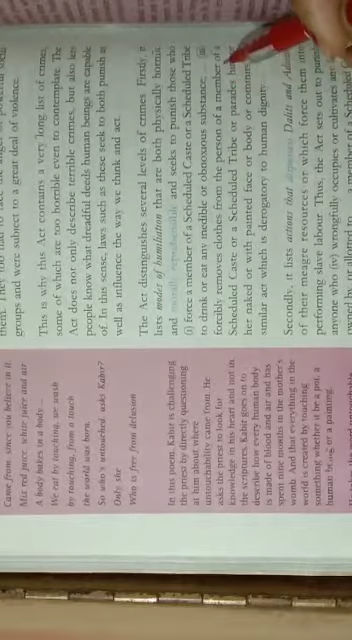 Came from, since you believe in it.
Mix red juice, white juice and air
A body bakes in a body ...
We eat by touching, we wash
by touching, from a touch
the world was born.
So who's untouched? asks Kabir?
Only she
Who is free from delusion
In this poem, Kabir is challenging
the priest by directly questioning
at him about where
untouchability came from. He
asks the priest to look for
knowledge in his heart and not in
the scriptures. Kabir goes on to
describe how every human body
is made of blood and air and has
spent nine months in the mother's
womb. And that everything in the
world is created by touching
something whether it be a pot, a
human being or a painting.
groups and were subject to a great deal of violence.
This is why this Act contains a very long list of crimes,
some of which are too horrible even to contemplate. The
Act does not only describe terrible crimes, but also lets
people know what dreadful deeds human beings are capable
of. In this sense, laws such as these seek to both punish as
well as influence the way we think and act.
The Act distinguishes several levels of crimes. Firstly, it
lists modes of humiliation that are both physically horrific
and morally reprehensible and seeks to punish those who
(i) force a member of a Scheduled Caste or a Scheduled Tribe
to drink or eat any inedible or obnoxious substance;
forcibly removes clothes from the person of a member of a
Scheduled Caste or a Scheduled Tribe or parades
her naked or with painted face or body or commits
similar act which is derogatory to human dignity
Secondly, it lists actions that dispossess Dalits and
of their meagre resources or which force them into
performing slave labour. Thus, the Act sets out to punish
anyone who (iv) wrongfully occupies or cultivates
owned by, or allotted a member of a Scheduled